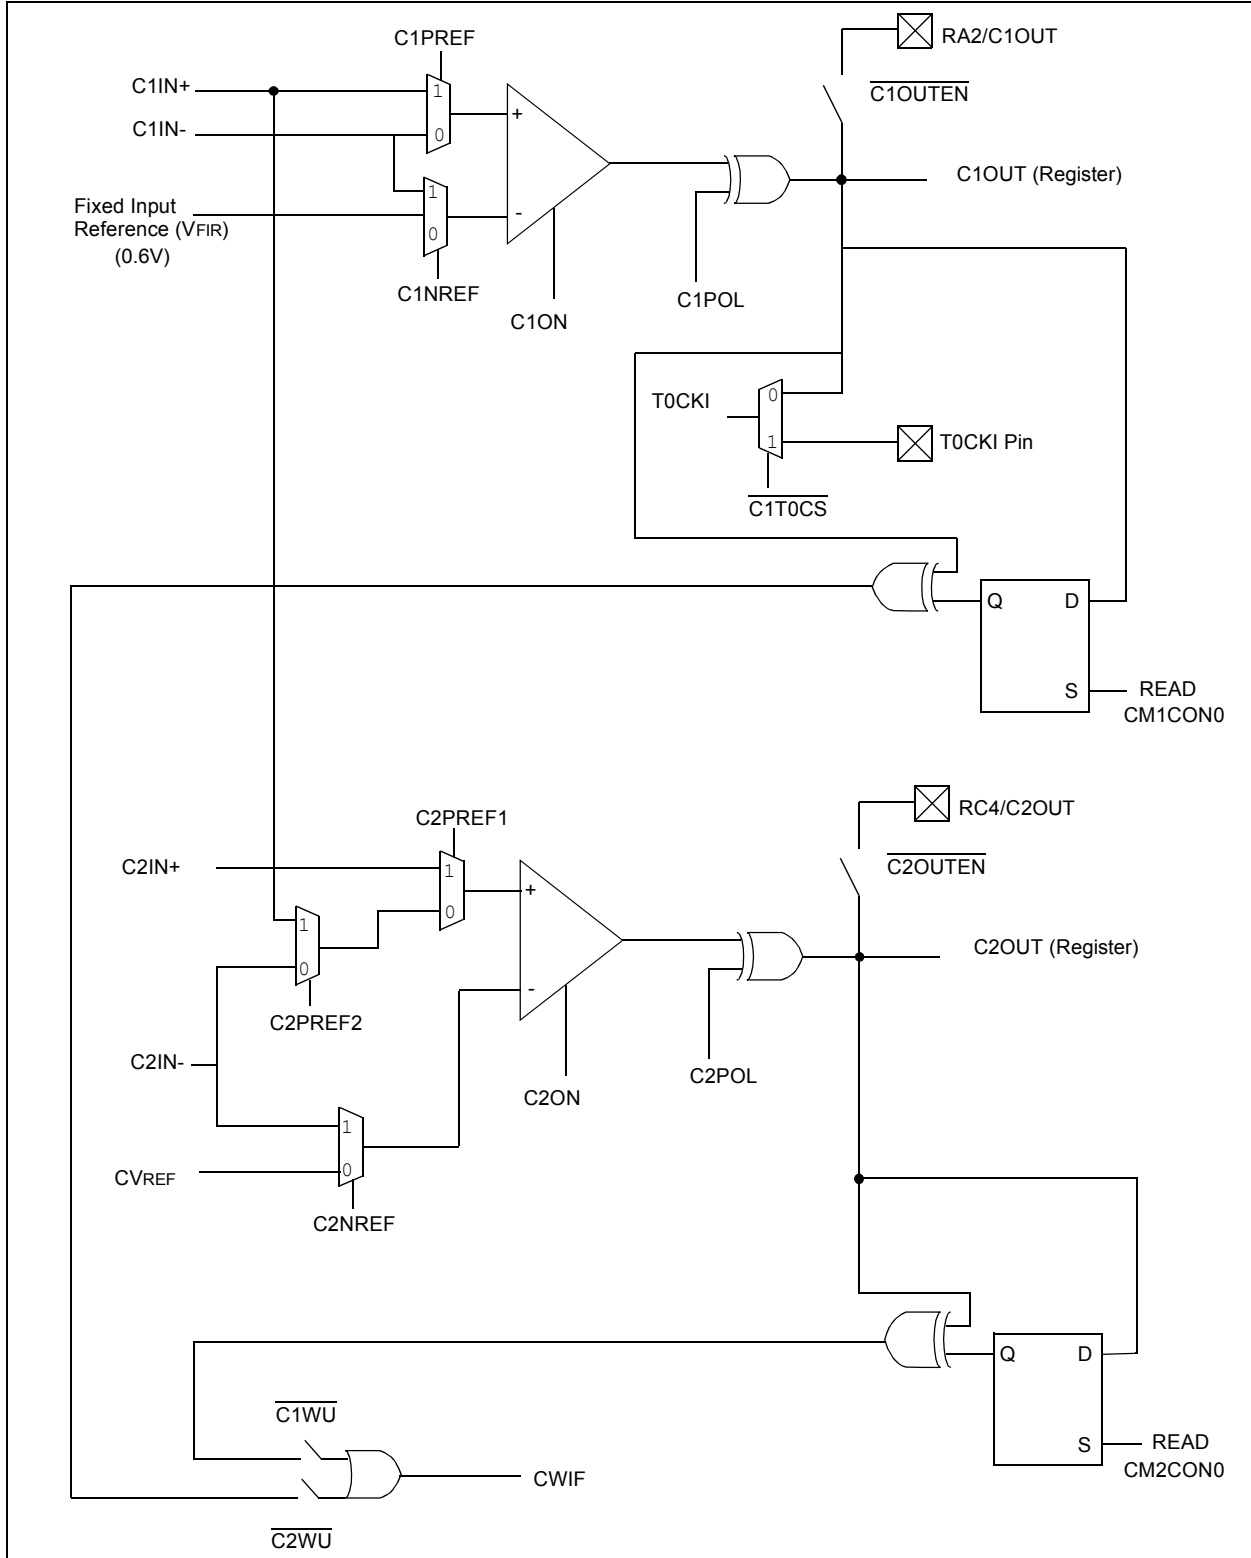 RA2/C1OUT
C1PREF
C1IN+
1
C1OUTEN
+
C1IN-
0
C1OUT (Register)
1
Fixed Input
Reference (VFIR)
(0.6V)
-
0
C1NREF
C1POL
C1ON
T0CKI
0
1
T0CKI Pin
C1T0CS
Q
D
S
READ
CM1CON0
RC4/C2OUT
C2PREF1
C2IN+
1
C2OUTEN
+
0
1
C2OUT (Register)
0
-
C2PREF2
C2IN-
C2POL
C2ON
1
CVREF
0
C2NREF
Q
D
C1WU
S
READ
CM2CON0
CWIF
C2WU